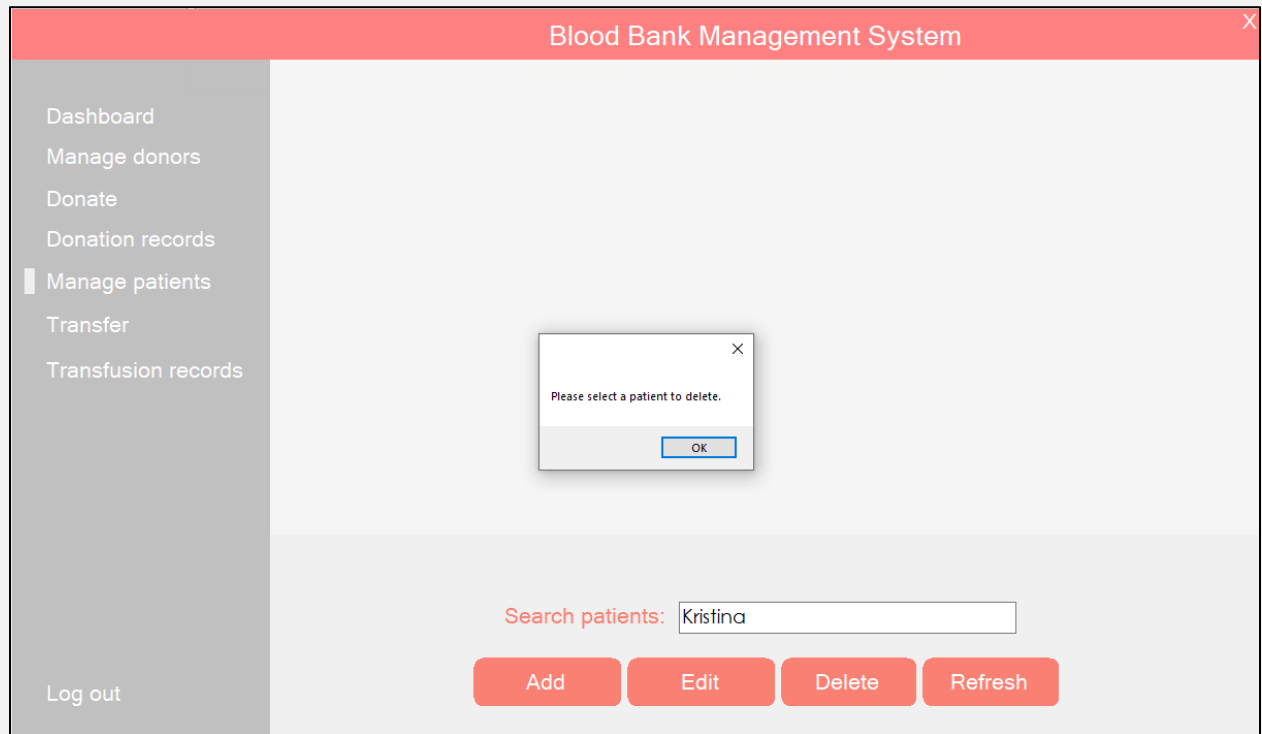 Blood Bank Management System
X
Dashboard
Manage donors
Donate
Donation records
Manage patients
Transfer
Transfusion records
Please select a patient to delete.
OK
Search patients: Kristina
Add Edit Delete Refresh
Log out